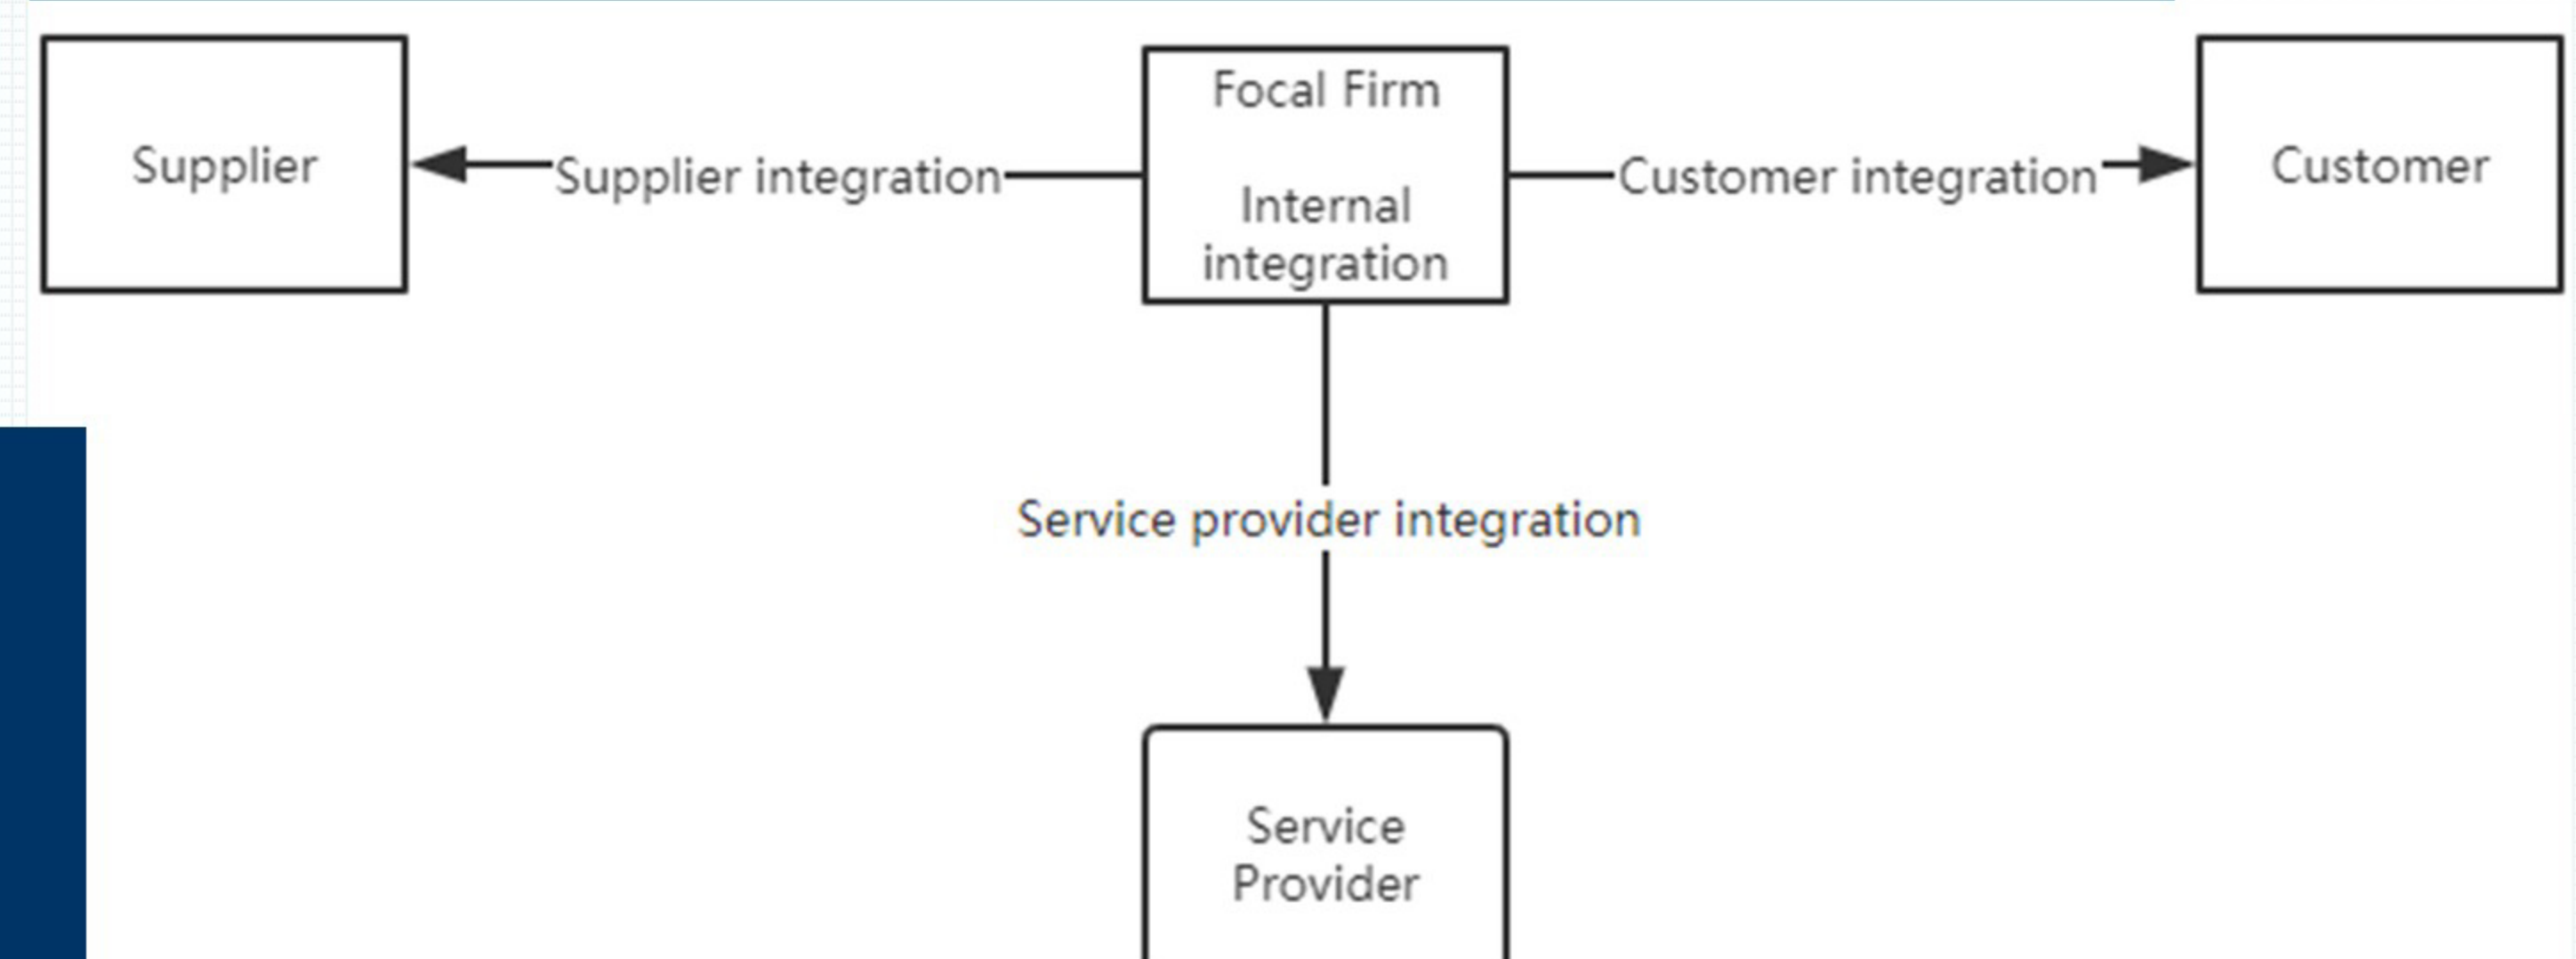 Supplier
Supplier integration
Focal Firm
Internal
integration
Customer integration
Customer
Service provider integration
Service
Provider